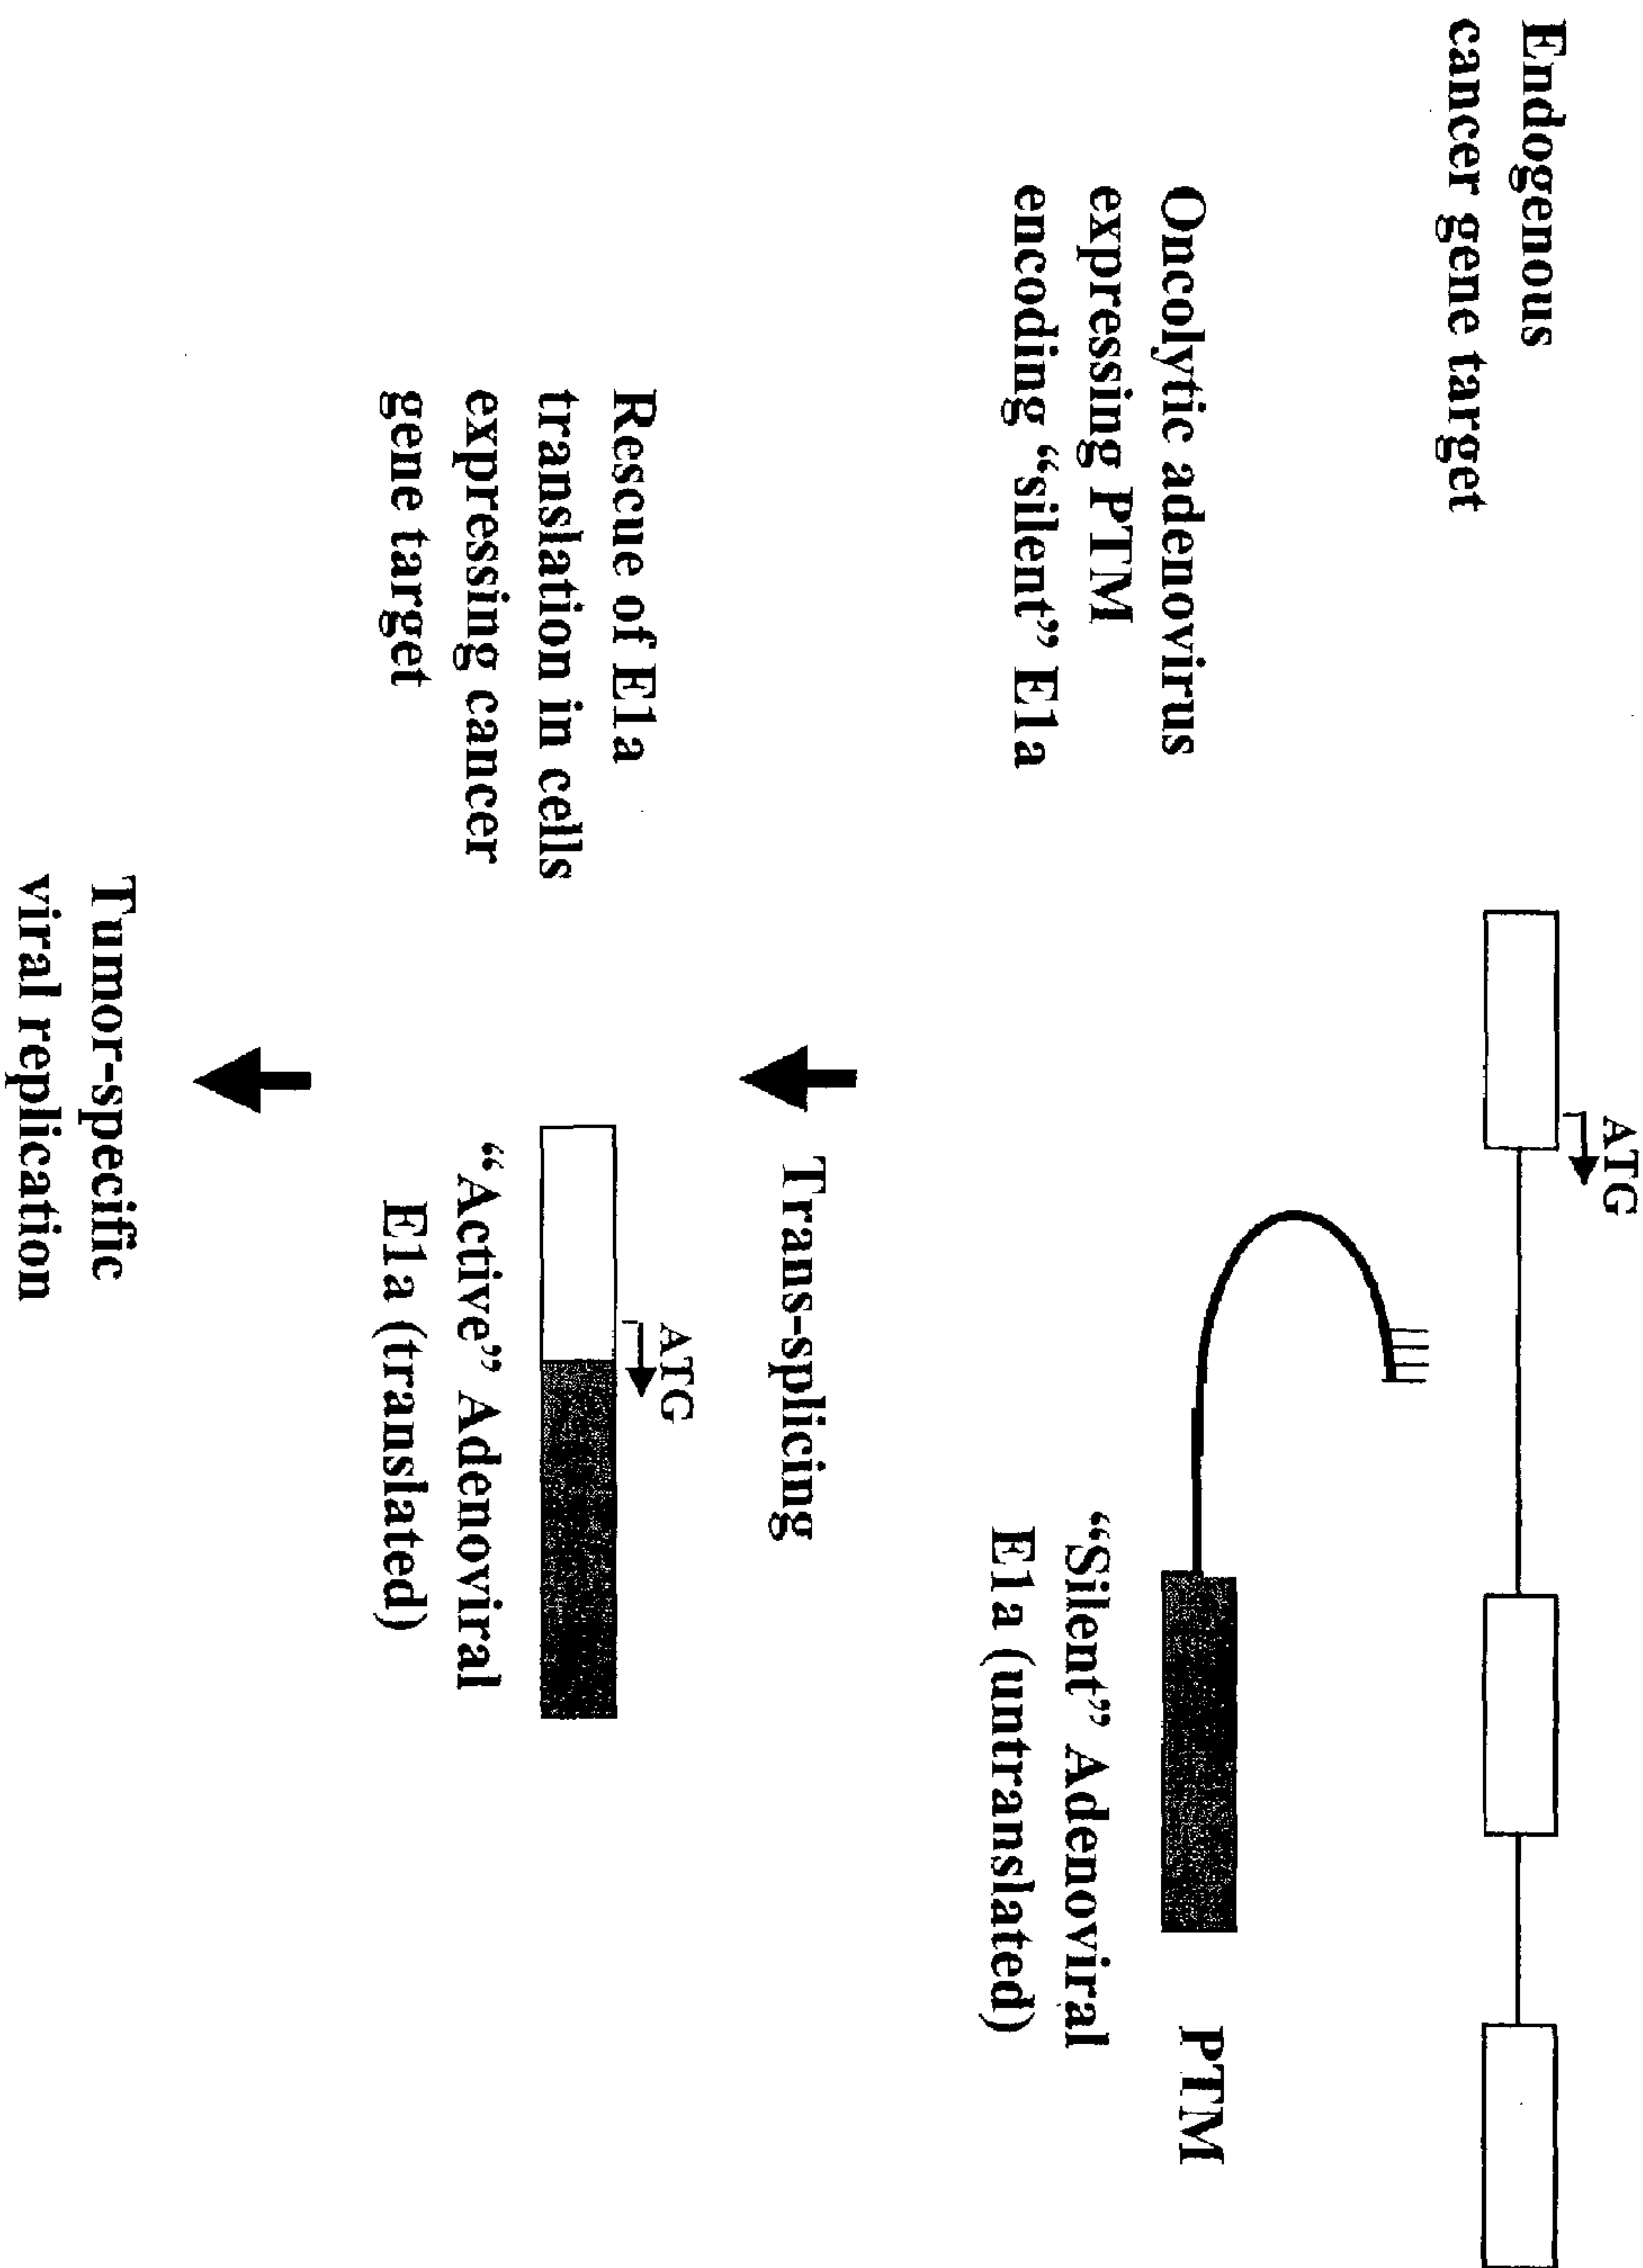 Endogenous
cancer gene target
ATG
Oncolytic adenovirus
expressing PTM
encoding “silent” E1a
PTM
“Silent” Adenoviral
E1a (untranslated)
Trans-splicing
Rescue of E1a
translation in cells
expressing cancer
gene target
ATG
“Active” Adenoviral
E1a (translated)
Tumor-specific
viral replication